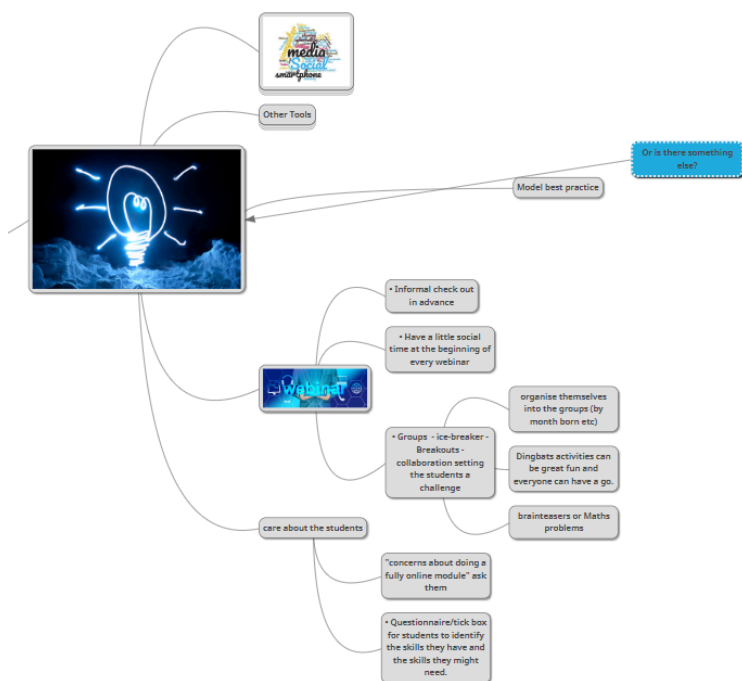 media
Social
smartphone
Other Tools
Or is there something
else?
Model best practice
• Informal check out
in advance
• Have a little social
time at the beginning of
every webinar
webinar
organise themselves
into the groups (by
month born etc)
• Groups  - ice-breaker -
Breakouts -
collaboration setting
the students a
challenge
Dingbats activities can
be great fun and
everyone can have a go.
brainteasers or Maths
problems
care about the students
"concerns about doing a
fully online module" ask
them
• Questionnaire/tick box
for students to identify
the skills they have and
the skills they might
need.